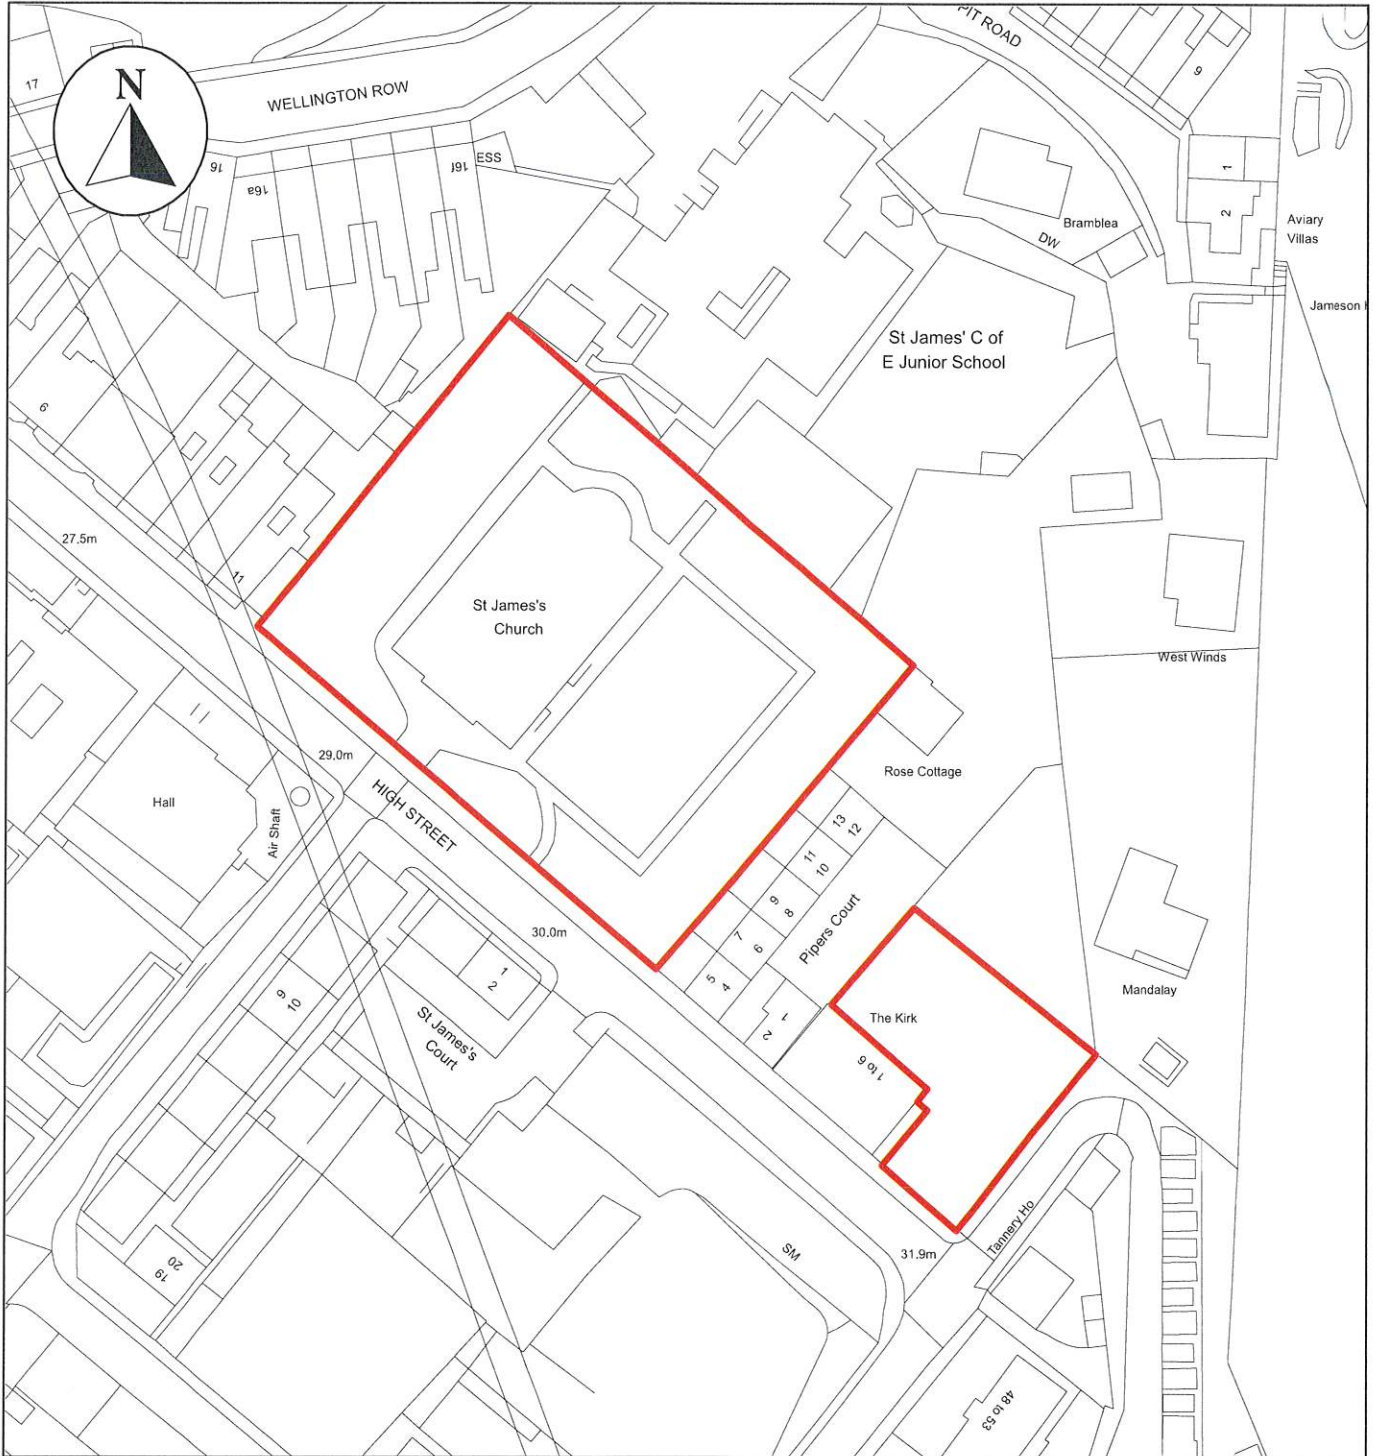 PIT ROAD
9
17
N
WELLINGTON ROW
16
16a
16f
ESS
1
2
Bramblea
DW
Aviary
Villas
Jameson
St James' C of
E Junior School
6
27.5m
11
St James's
Church
West Winds
29.0m
HIGH STREET
Hall
Air Shaft
Rose Cottage
13
12
11
10
9
8
7
6
5
4
Pipers Court
30.0m
1
2
9
10
St James's
Court
1
2
The Kirk
1 to 6
Mandalay
Tannery Ho
31.9m
SM
20
19
48 to 53